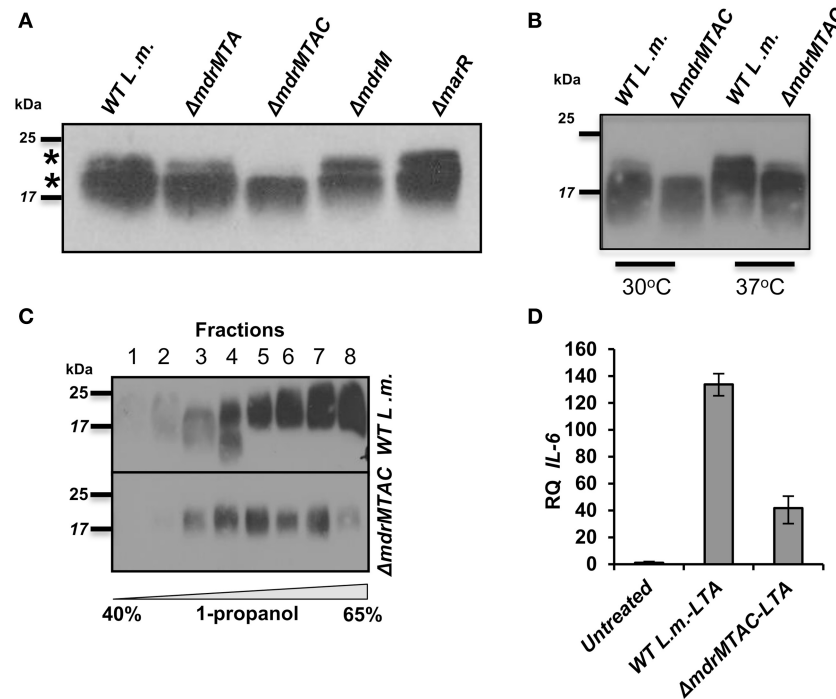 A
WT L .m.
ΔmdrMTA
ΔmdrMTAC
ΔmdrM
ΔmarR
kDa
25
*
*
17
B
WT L .m.
ΔmdrMTAC
WT L .m.
ΔmdrMTAC
kDa
25
17
30°C
37°C
C
Fractions
1 2 3 4 5 6 7 8
kDa
25
17
WT L .m.
25
17
ΔmdrMTAC
40% 1-propanol 65%
D
160
140
120
100
80
60
40
20
0
RQ IL-6
Untreated
WT L.m.-LTA
ΔmdrMTAC-LTA